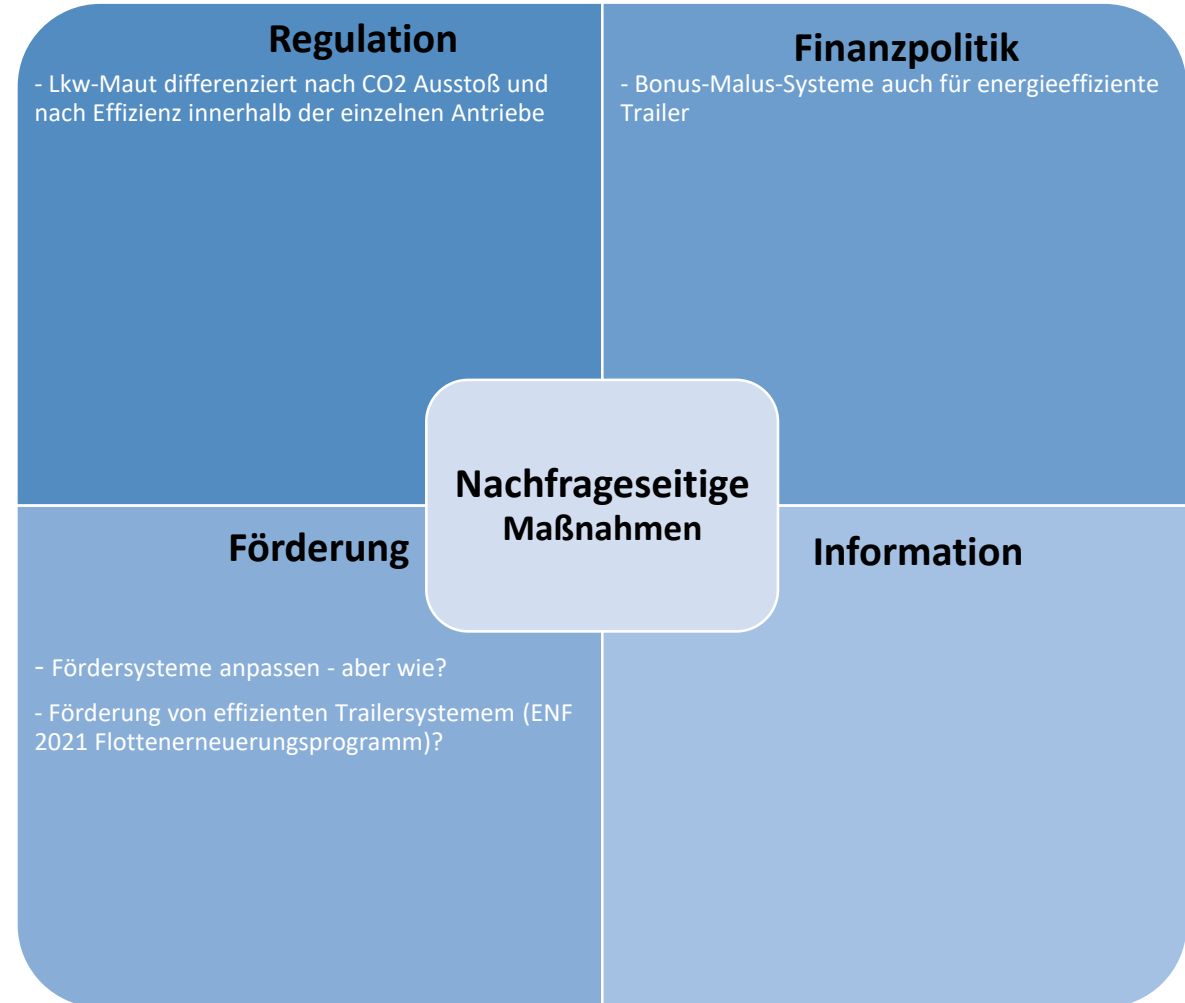 Regulation
- Lkw-Maut differenziert nach CO2 Ausstoß und
nach Effizienz innerhalb der einzelnen Antriebe
Finanzpolitik
- Bonus-Malus-Systeme auch für energieeffiziente
Trailer
Nachfrageseitige
Maßnahmen
Förderung
- Fördersysteme anpassen - aber wie?
- Förderung von effizienten Trailersystemem (ENF
2021 Flottenerneuerungsprogramm)?
Information